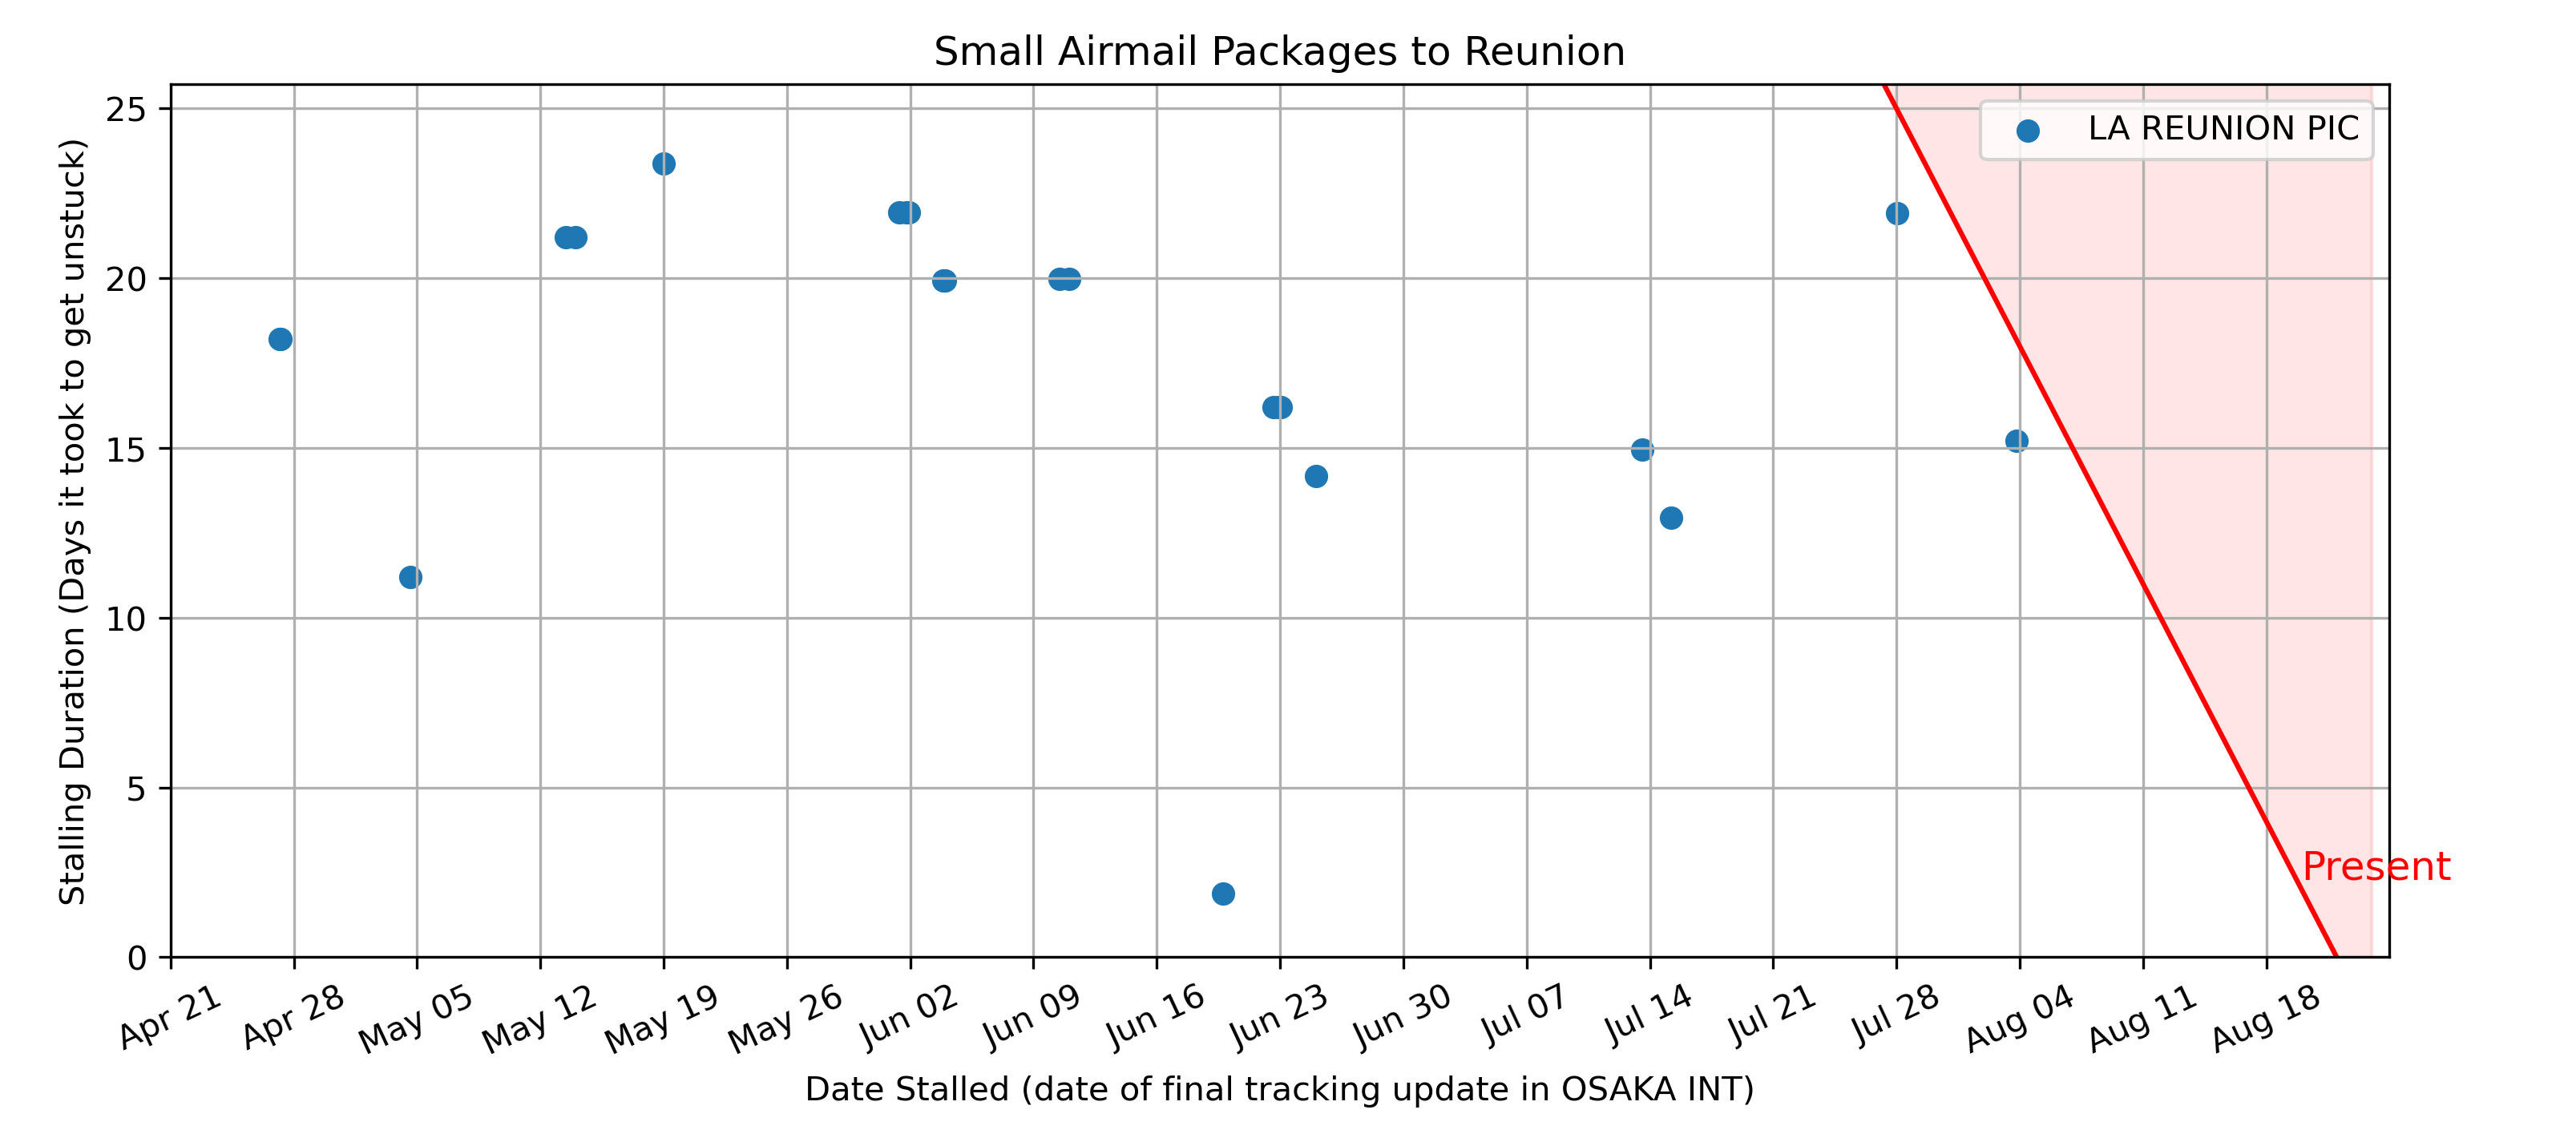 Small Airmail Packages to Reunion
LA REUNION PIC
Stalling Duration (Days it took to get unstuck)
25
20
15
10
5
0
Present
Apr 21
Apr 28
May 05
May 12
May 19
May 26
Jun 02
Jun 09
Jun 16
Jun 23
Jun 30
Jul 07
Jul 14
Jul 21
Jul 28
Aug 04
Aug 11
Aug 18
Date Stalled (date of final tracking update in OSAKA INT)